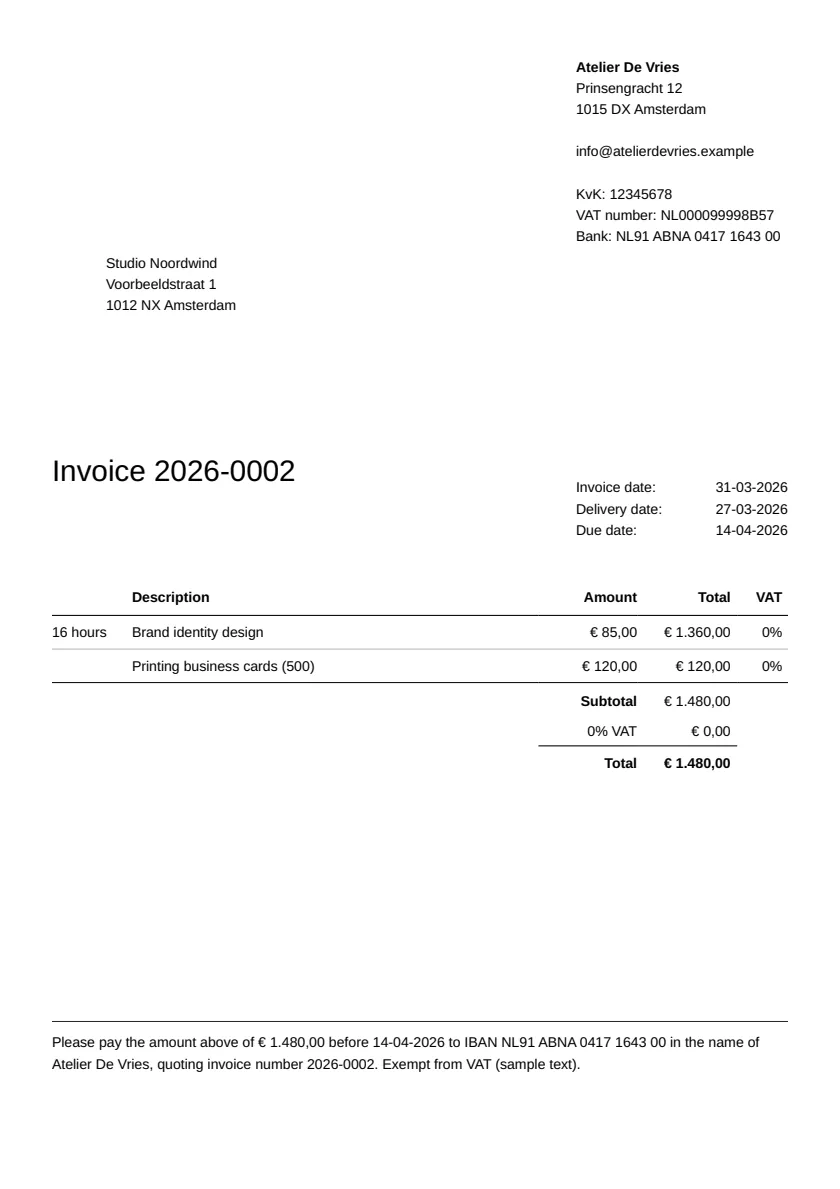 Atelier De Vries
Prinsengracht 12
1015 DX Amsterdam
info@atelierdevries.example
KvK: 12345678
VAT number: NL000099998B57
Bank: NL91 ABNA 0417 1643 00
Studio Noordwind
Voorbeeldstraat 1
1012 NX Amsterdam
Invoice 2026-0002
Invoice date: 31-03-2026
Delivery date: 27-03-2026
Due date: 14-04-2026
Description Amount Total VAT
16 hours Brand identity design € 85,00 € 1.360,00 0%
Printing business cards (500) € 120,00 € 120,00 0%
Subtotal € 1.480,00
0% VAT € 0,00
Total € 1.480,00
Please pay the amount above of € 1.480,00 before 14-04-2026 to IBAN NL91 ABNA 0417 1643 00 in the name of
Atelier De Vries, quoting invoice number 2026-0002. Exempt from VAT (sample text).